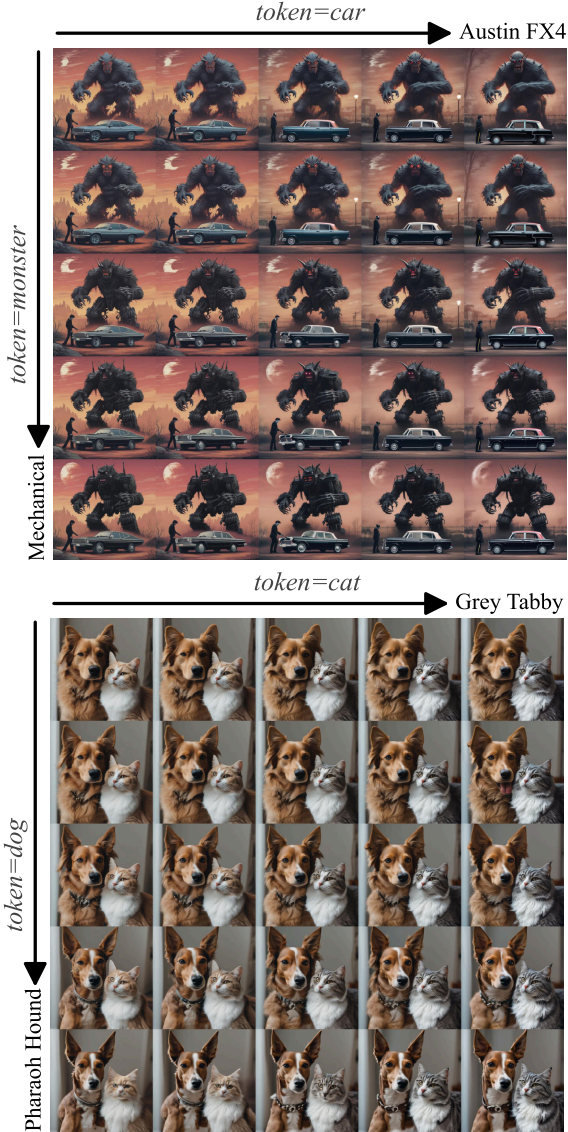 token=car
Austin FX4
token=monster
Mechanical
token=cat
Grey Tabby
token=dog
Pharaoh Hound